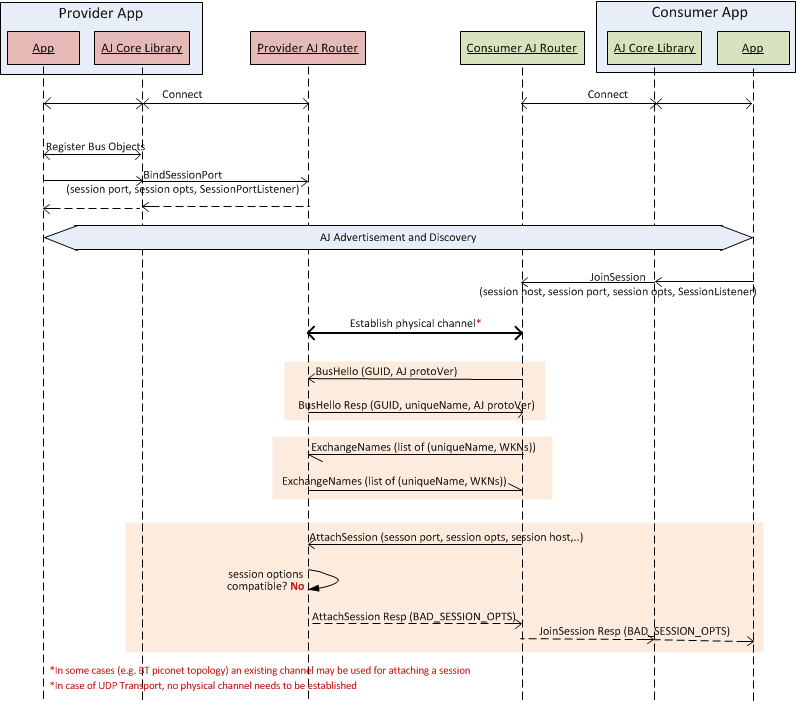 Provider App
Consumer App
App
AJ Core Library
Provider AJ Router
Consumer AJ Router
AJ Core Library
App
Connect
Connect
Register Bus Objects
BindSessionPort
(session port, session opts, SessionPortListener)
AJ Advertisement and Discovery
JoinSession
(session host, session port, session opts, SessionListener)
Establish physical channel*
BusHello (GUID, AJ protoVer)
BusHello Resp (GUID, uniqueName, AJ protoVer)
ExchangeNames (list of (uniqueName, WKNs))
ExchangeNames (list of (uniqueName, WKNs))
AttachSession (sesson port, session opts, session host,..)
session options
compatible? No
AttachSession Resp (BAD_SESSION_OPTS)
JoinSession Resp (BAD_SESSION_OPTS)
*In some cases (e.g. BT piconet topology) an existing channel may be used for attaching a session
*In case of UDP Transport, no physical channel needs to be established